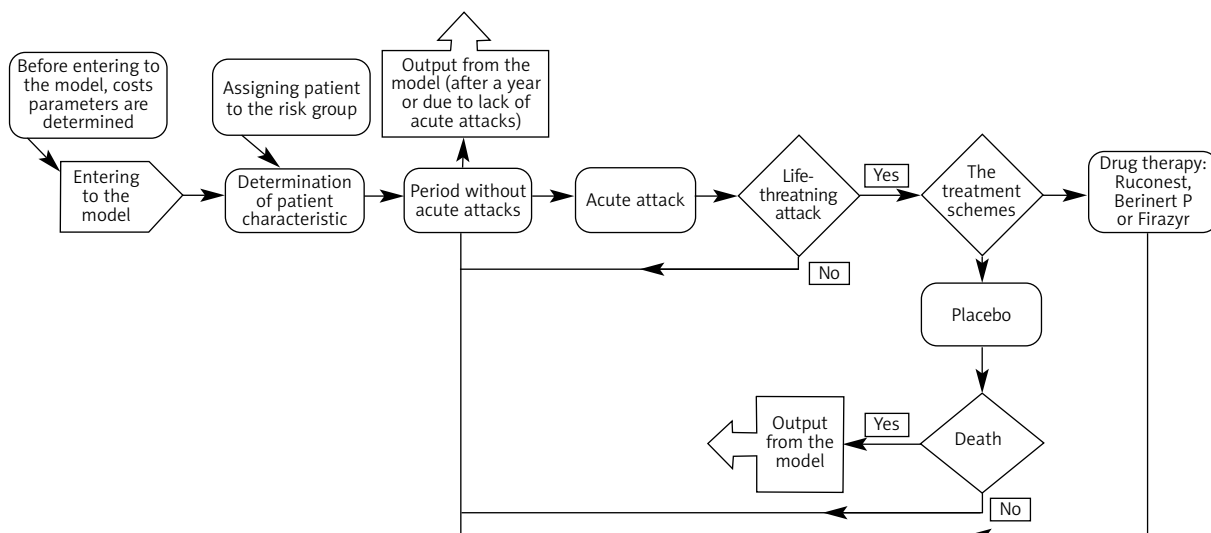 Before entering to
the model, costs
parameters are
determined
Entering
to the
model
Assigning patient
to the risk group
Determination
of patient
characteristic
Output from the
model (after a year
or due to lack of
acute attacks)
Period without
acute attacks
Acute attack
Life-
threatning
attack
Yes
No
The
treatment
schemes
Drug therapy:
Ruconest,
Berinert P
or Firazyr
Placebo
Death
Yes
Output
from the
model
No